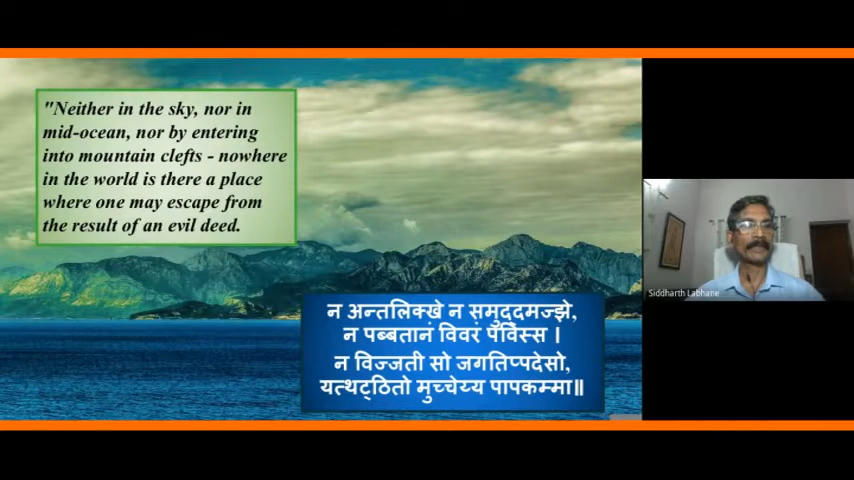 "Neither in the sky, nor in
mid-ocean, nor by entering
into mountain clefts - nowhere
in the world is there a place
where one may escape from
the result of an evil deed.
न अन्तलिक्खे न समुद्दमज्झे,
न पब्बतानं विवरं पविस्स ।
न विज्जती सो जगतिप्पदेसो,
यत्थट्ठितो मुच्चेय्य पापकम्मा॥
Siddharth Labhane